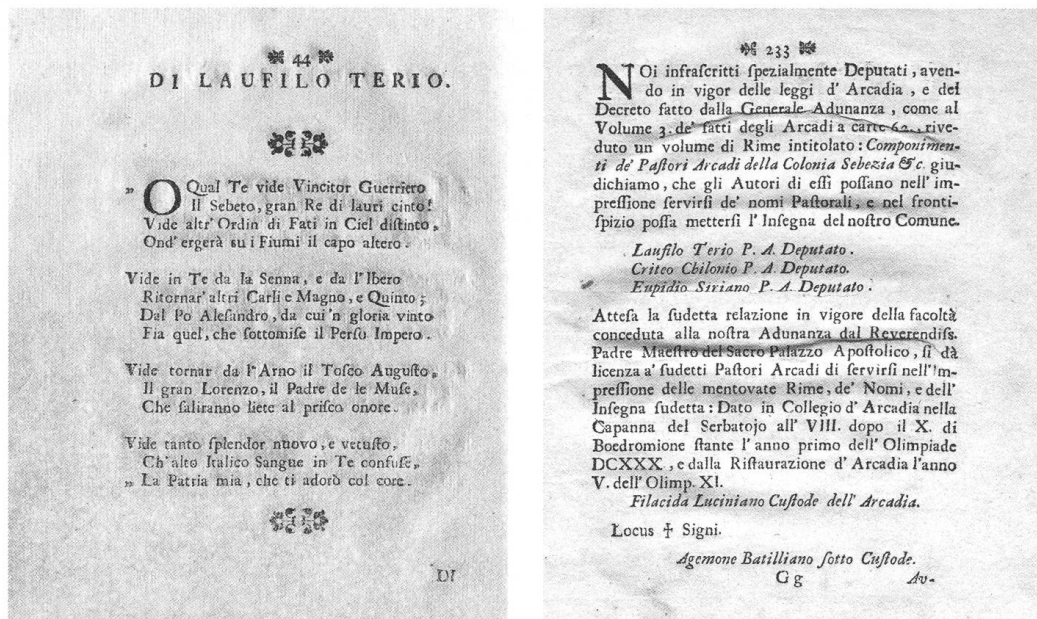 44
DI LAUFILO TERIO.
„ O Qual Te vide Vincitor Guerriero
Il Sebeto, gran Re di lauri cinto!
Vide altr' Ordin di Fati in Ciel distinto,
Ond' ergerà su i Fiumi il capo altero.
Vide in Te da la Senna, e da l'Ibero
Ritornar' altri Carli e Magno, e Quinto;
Dal Po Alesandro, da cui 'n gloria vinto
Fia quel, che sottomise il Perso Impero.
Vide tornar da l'Arno il Tosco Augusto,
Il gran Lorenzo, il Padre de le Muse,
Che saliranno liete al prisco onore.
Vide tanto splendor nuovo, e vetusto,
Ch'alto Italico Sangue in Te confuse,
„ La Patria mia, che ti adorò col core.
DI
233
NOi infrascritti spezialmente Deputati, aven-
do in vigor delle leggi d' Arcadia, e del
Decreto fatto dalla Generale Adunanza, come al
Volume 3. de' fatti degli Arcadi a carte 62., rive-
duto un volume di Rime intitolato: Componimen-
ti de' Pastori Arcadi della Colonia Sebezia &c. giu-
dichiamo, che gli Autori di essi possano nell' im-
pressione servirsi de' nomi Pastorali, e nel fronti-
spizio possa mettersi l' Insegna del nostro Comune.
Laufilo Terio P. A. Deputato.
Criteo Chilonio P. A. Deputato.
Eupidio Siriano P. A. Deputato.
Attesa la sudetta relazione in vigore della facoltà
conceduta alla nostra Adunanza dal Reverendiss.
Padre Maestro del Sacro Palazzo Apostolico, si dà
licenza a' sudetti Pastori Arcadi di servirsi nell' Im-
pressione delle mentovate Rime, de' Nomi, e dell'
Insegna sudetta: Dato in Collegio d' Arcadia nella
Capanna del Serbatojo all' VIII. dopo il X. di
Boedromione stante l' anno primo dell' Olimpiade
DCXXX, e dalla Ristaurazione d' Arcadia l'anno
V. dell' Olimp. XI.
Filacida Luciniano Custode dell' Arcadia.
Locus ☩ Signi.
Agemone Batilliano sotto Custode.
G g Av-